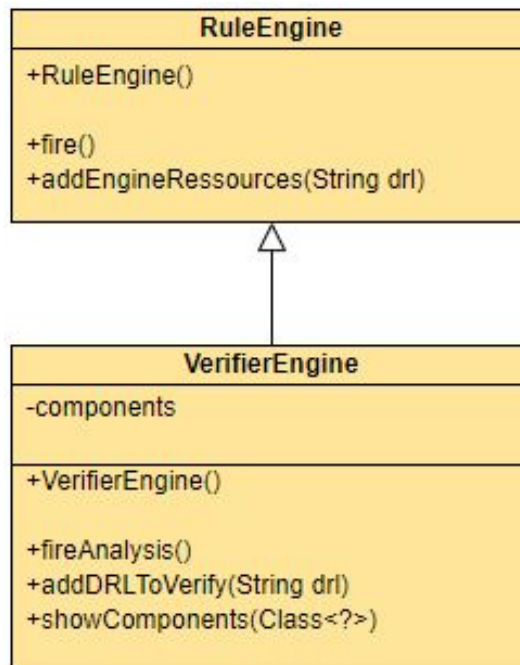 RuleEngine
+RuleEngine()
+fire()
+addEngineRessources(String drl)
VerifierEngine
-components
+VerifierEngine()
+fireAnalysis()
+addDRLToVerify(String drl)
+showComponents(Class<?>)